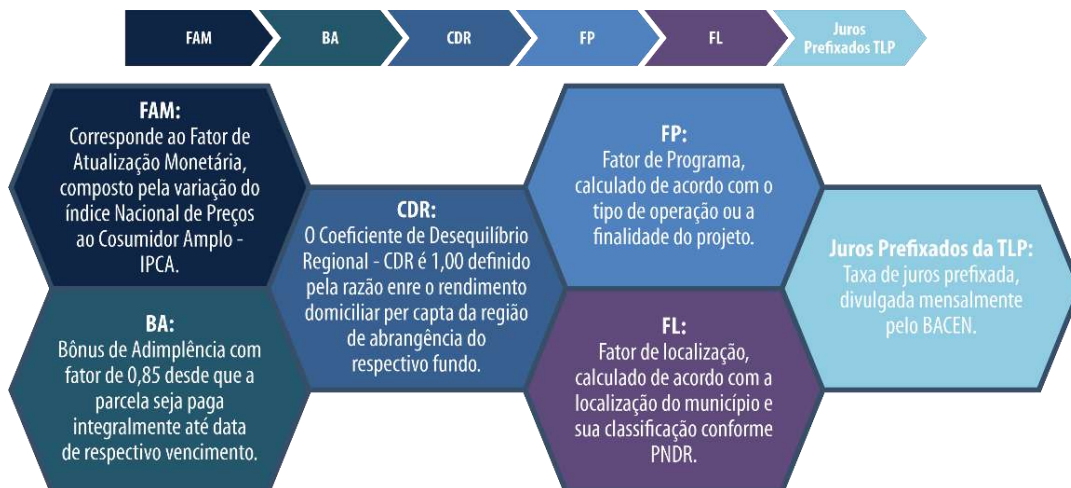 FAM
BA
CDR
FP
FL
Juros
Prefixados TLP
FAM:
Corresponde ao Fator de
Atualização Monetária,
composto pela variação do
índice Nacional de Preços
ao Cosumidor Amplo -
IPCA.
BA:
Bônus de Adimplência com
fator de 0,85 desde que a
parcela seja paga
integralmente até data
de respectivo vencimento.
CDR:
O Coeficiente de Desequilíbrio
Regional - CDR é 1,00 definido
pela razão enre o rendimento
domiciliar per capta da região
de abrangência do
respectivo fundo.
FP:
Fator de Programa,
calculado de acordo com o
tipo de operação ou a
finalidade do projeto.
FL:
Fator de localização,
calculado de acordo com a
localização do município e
sua classificação conforme
PNDR.
Juros Prefixados da TLP:
Taxa de juros prefixada,
divulgada mensalmente
pelo BACEN.